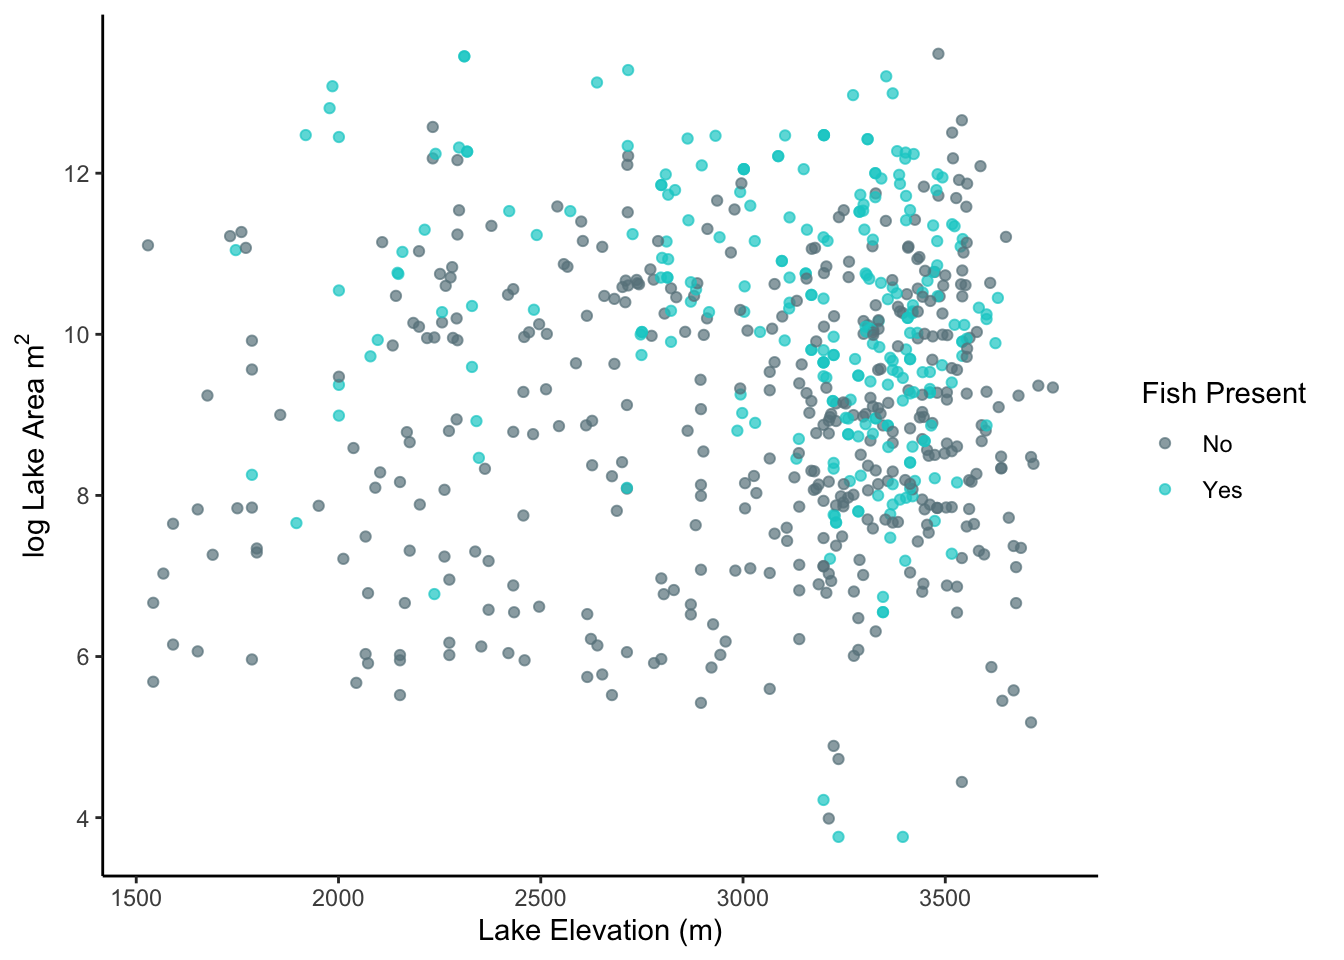 12
10
8
6
4
log Lake Area m²
1500 2000 2500 3000 3500
Lake Elevation (m)
Fish Present
No
Yes